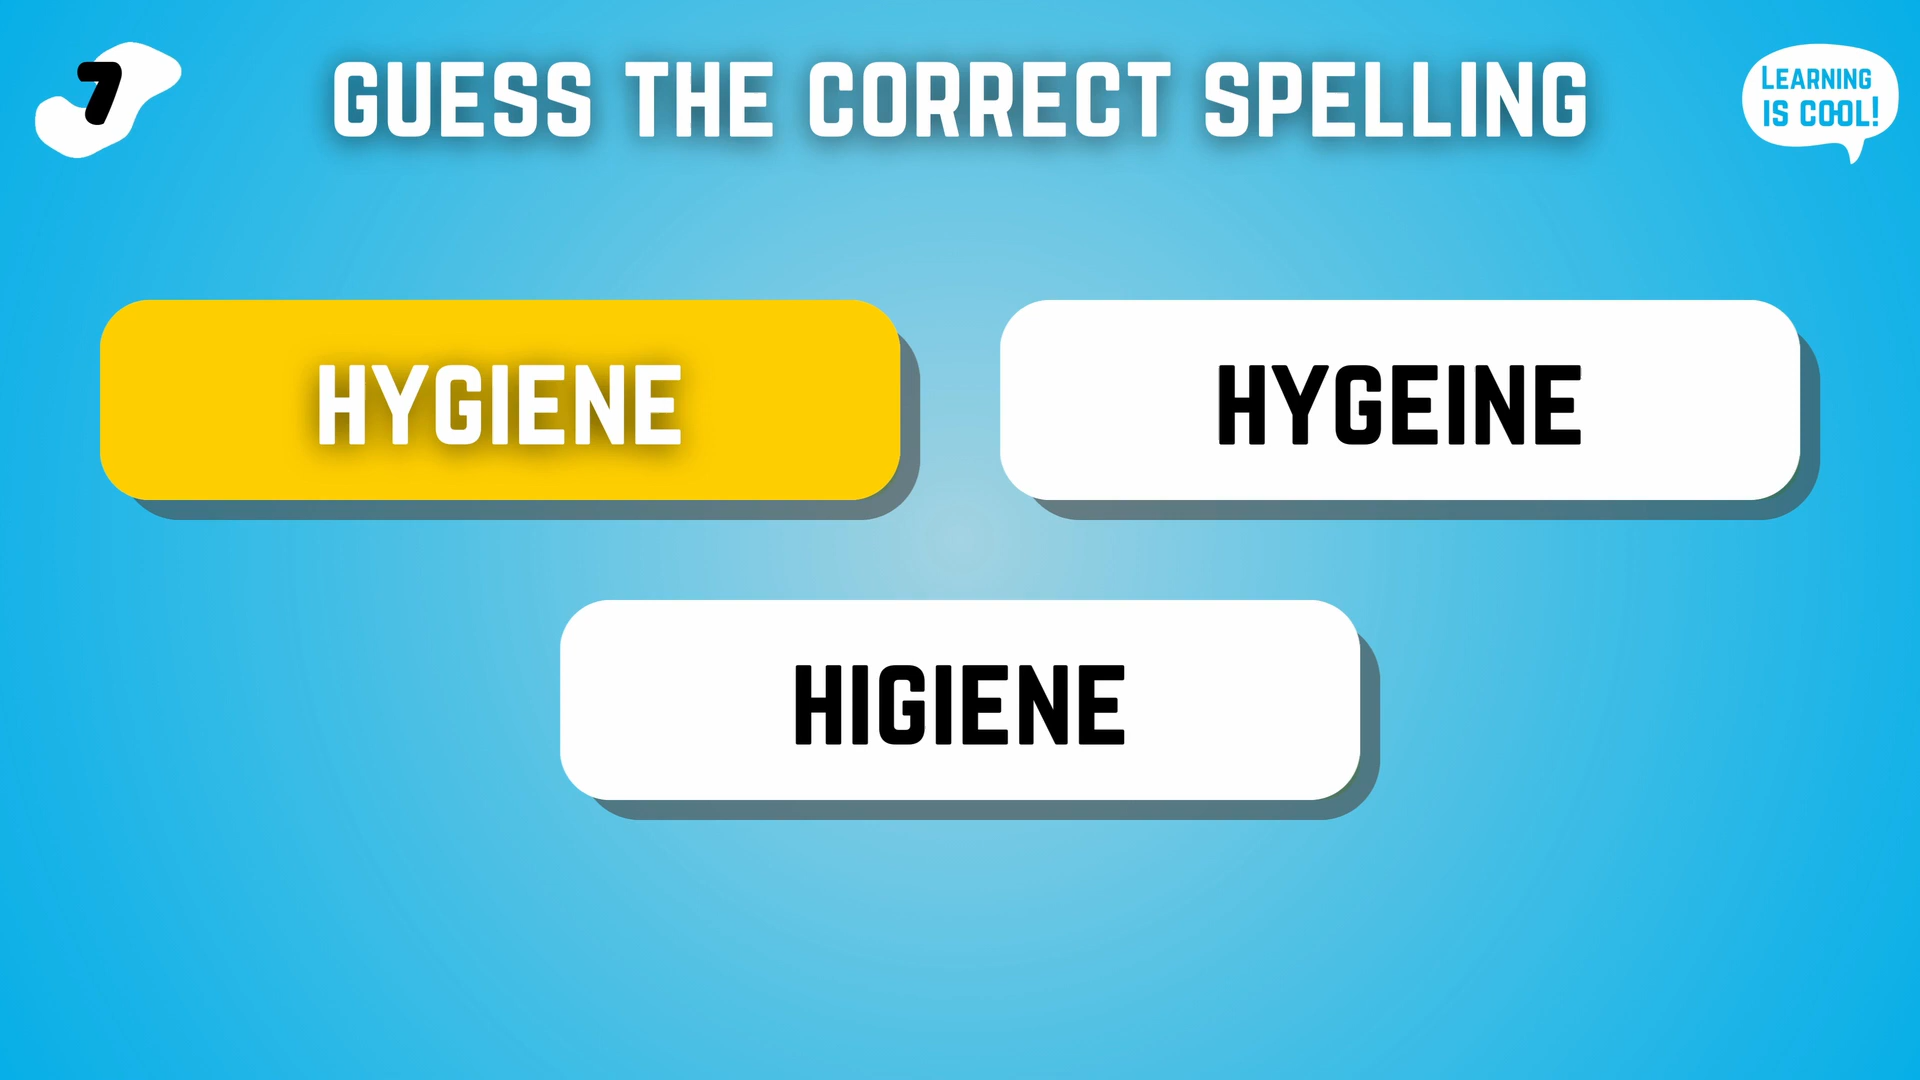 7
GUESS THE CORRECT SPELLING
LEARNING
IS COOL!
HYGIENE
HYGEINE
HIGIENE